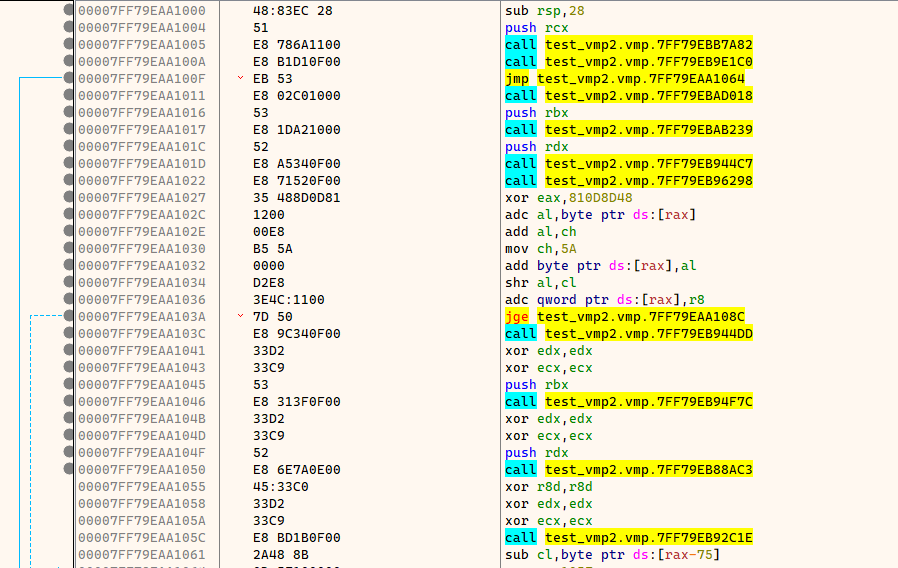 00007FF79EAA1000 48:83EC 28 sub rsp,28
00007FF79EAA1004 51 push rcx
00007FF79EAA1005 E8 786A1100 call test_vmp2.vmp.7FF79EBB7A82
00007FF79EAA100A E8 B1D10F00 call test_vmp2.vmp.7FF79EB9E1C0
00007FF79EAA100F EB 53 jmp test_vmp2.vmp.7FF79EAA1064
00007FF79EAA1011 E8 02C01000 call test_vmp2.vmp.7FF79EBAD018
00007FF79EAA1016 53 push rbx
00007FF79EAA1017 E8 1DA21000 call test_vmp2.vmp.7FF79EBAB239
00007FF79EAA101C 52 push rdx
00007FF79EAA101D E8 A5340F00 call test_vmp2.vmp.7FF79EB944C7
00007FF79EAA1022 E8 71520F00 call test_vmp2.vmp.7FF79EB96298
00007FF79EAA1027 35 488D0D81 xor eax,810D8D48
00007FF79EAA102C 1200 adc al,byte ptr ds:[rax]
00007FF79EAA102E 00E8 add al,ch
00007FF79EAA1030 B5 5A mov ch,5A
00007FF79EAA1032 0000 add byte ptr ds:[rax],al
00007FF79EAA1034 D2E8 shr al,cl
00007FF79EAA1036 3E4C:1100 adc qword ptr ds:[rax],r8
00007FF79EAA103A 7D 50 jge test_vmp2.vmp.7FF79EAA108C
00007FF79EAA103C E8 9C340F00 call test_vmp2.vmp.7FF79EB944DD
00007FF79EAA1041 33D2 xor edx,edx
00007FF79EAA1043 33C9 xor ecx,ecx
00007FF79EAA1045 53 push rbx
00007FF79EAA1046 E8 313F0F00 call test_vmp2.vmp.7FF79EB94F7C
00007FF79EAA104B 33D2 xor edx,edx
00007FF79EAA104D 33C9 xor ecx,ecx
00007FF79EAA104F 52 push rdx
00007FF79EAA1050 E8 6E7A0E00 call test_vmp2.vmp.7FF79EB88AC3
00007FF79EAA1055 45:33C0 xor r8d,r8d
00007FF79EAA1058 33D2 xor edx,edx
00007FF79EAA105A 33C9 xor ecx,ecx
00007FF79EAA105C E8 BD1B0F00 call test_vmp2.vmp.7FF79EB92C1E
00007FF79EAA1061 2A48 8B sub cl,byte ptr ds:[rax-75]